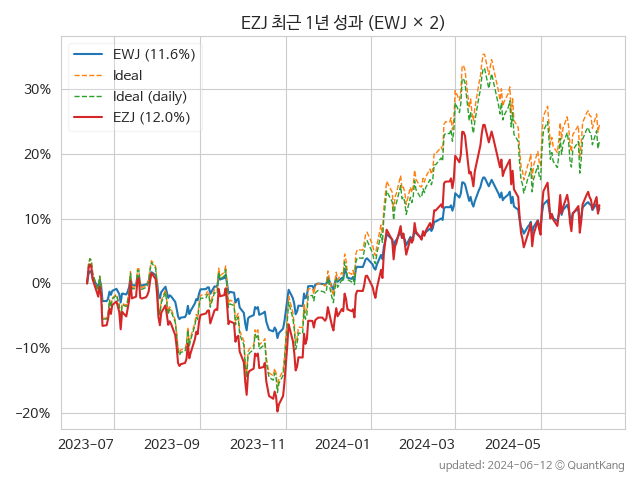 EZJ 최근 1년 성과 (EWJ × 2)
EWJ (11.6%)
Ideal
Ideal (daily)
EZJ (12.0%)
30%
20%
10%
0%
−10%
−20%
2023−07 2023−09 2023−11 2024−01 2024−03 2024−05
updated: 2024−06−12 © QuantKang